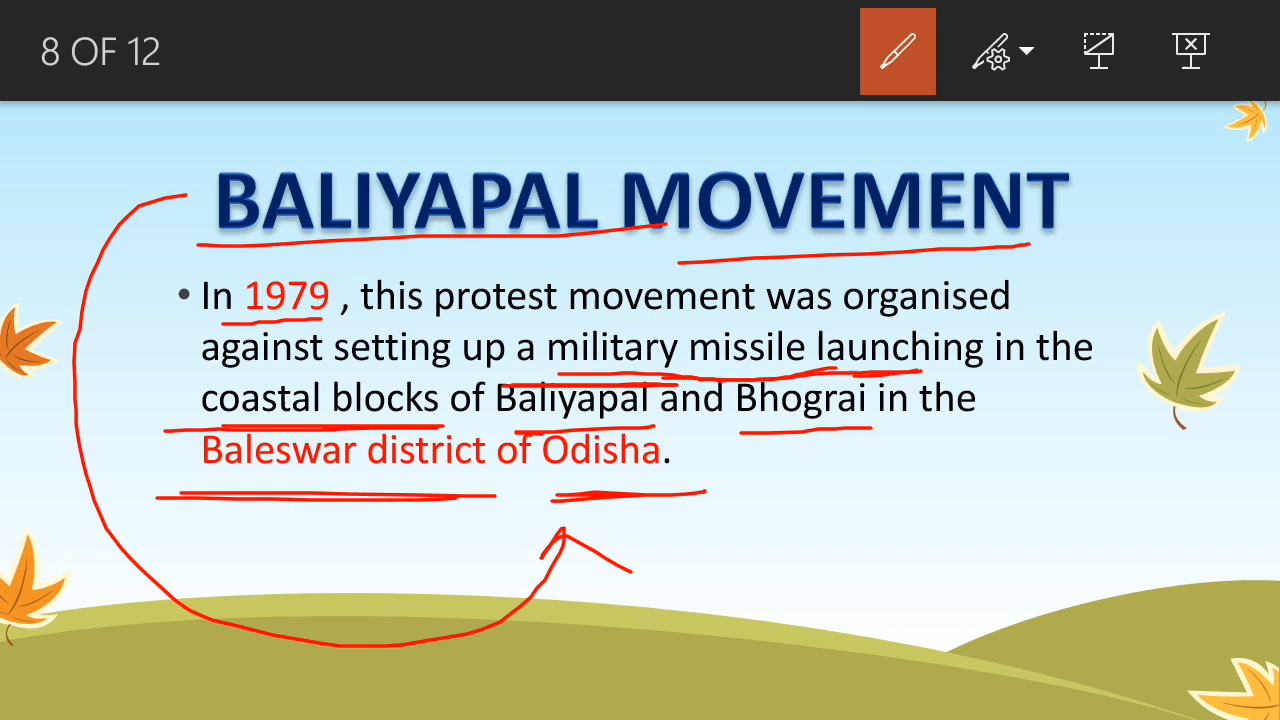 8 OF 12
BALIYAPAL MOVEMENT
• In 1979 , this protest movement was organised
against setting up a military missile launching in the
coastal blocks of Baliyapal and Bhograi in the
Baleswar district of Odisha.